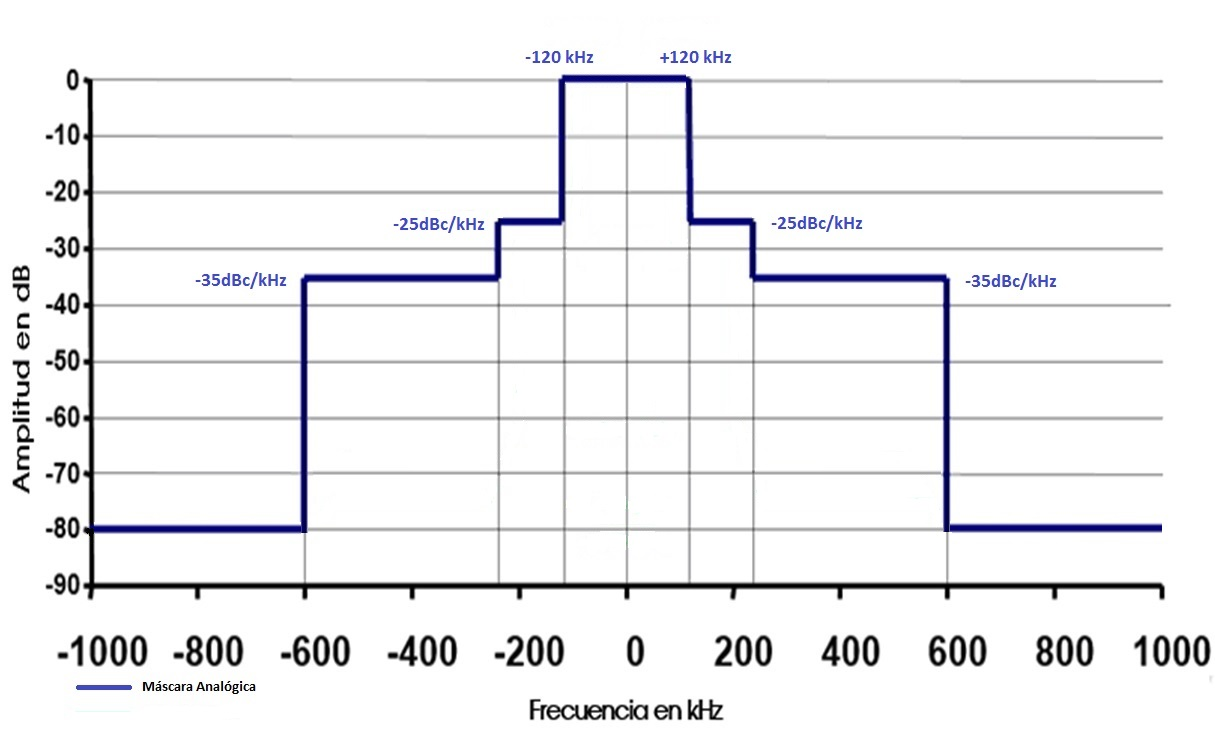 -120 kHz +120 kHz
0
-10
-20
-25dBc/kHz -25dBc/kHz
-30
-35dBc/kHz -35dBc/kHz
-40
-50
-60
-70
-80
-90
Amplitud en dB
-1000 -800 -600 -400 -200 0 200 400 600 800 1000
Máscara Analógica
Frecuencia en kHz